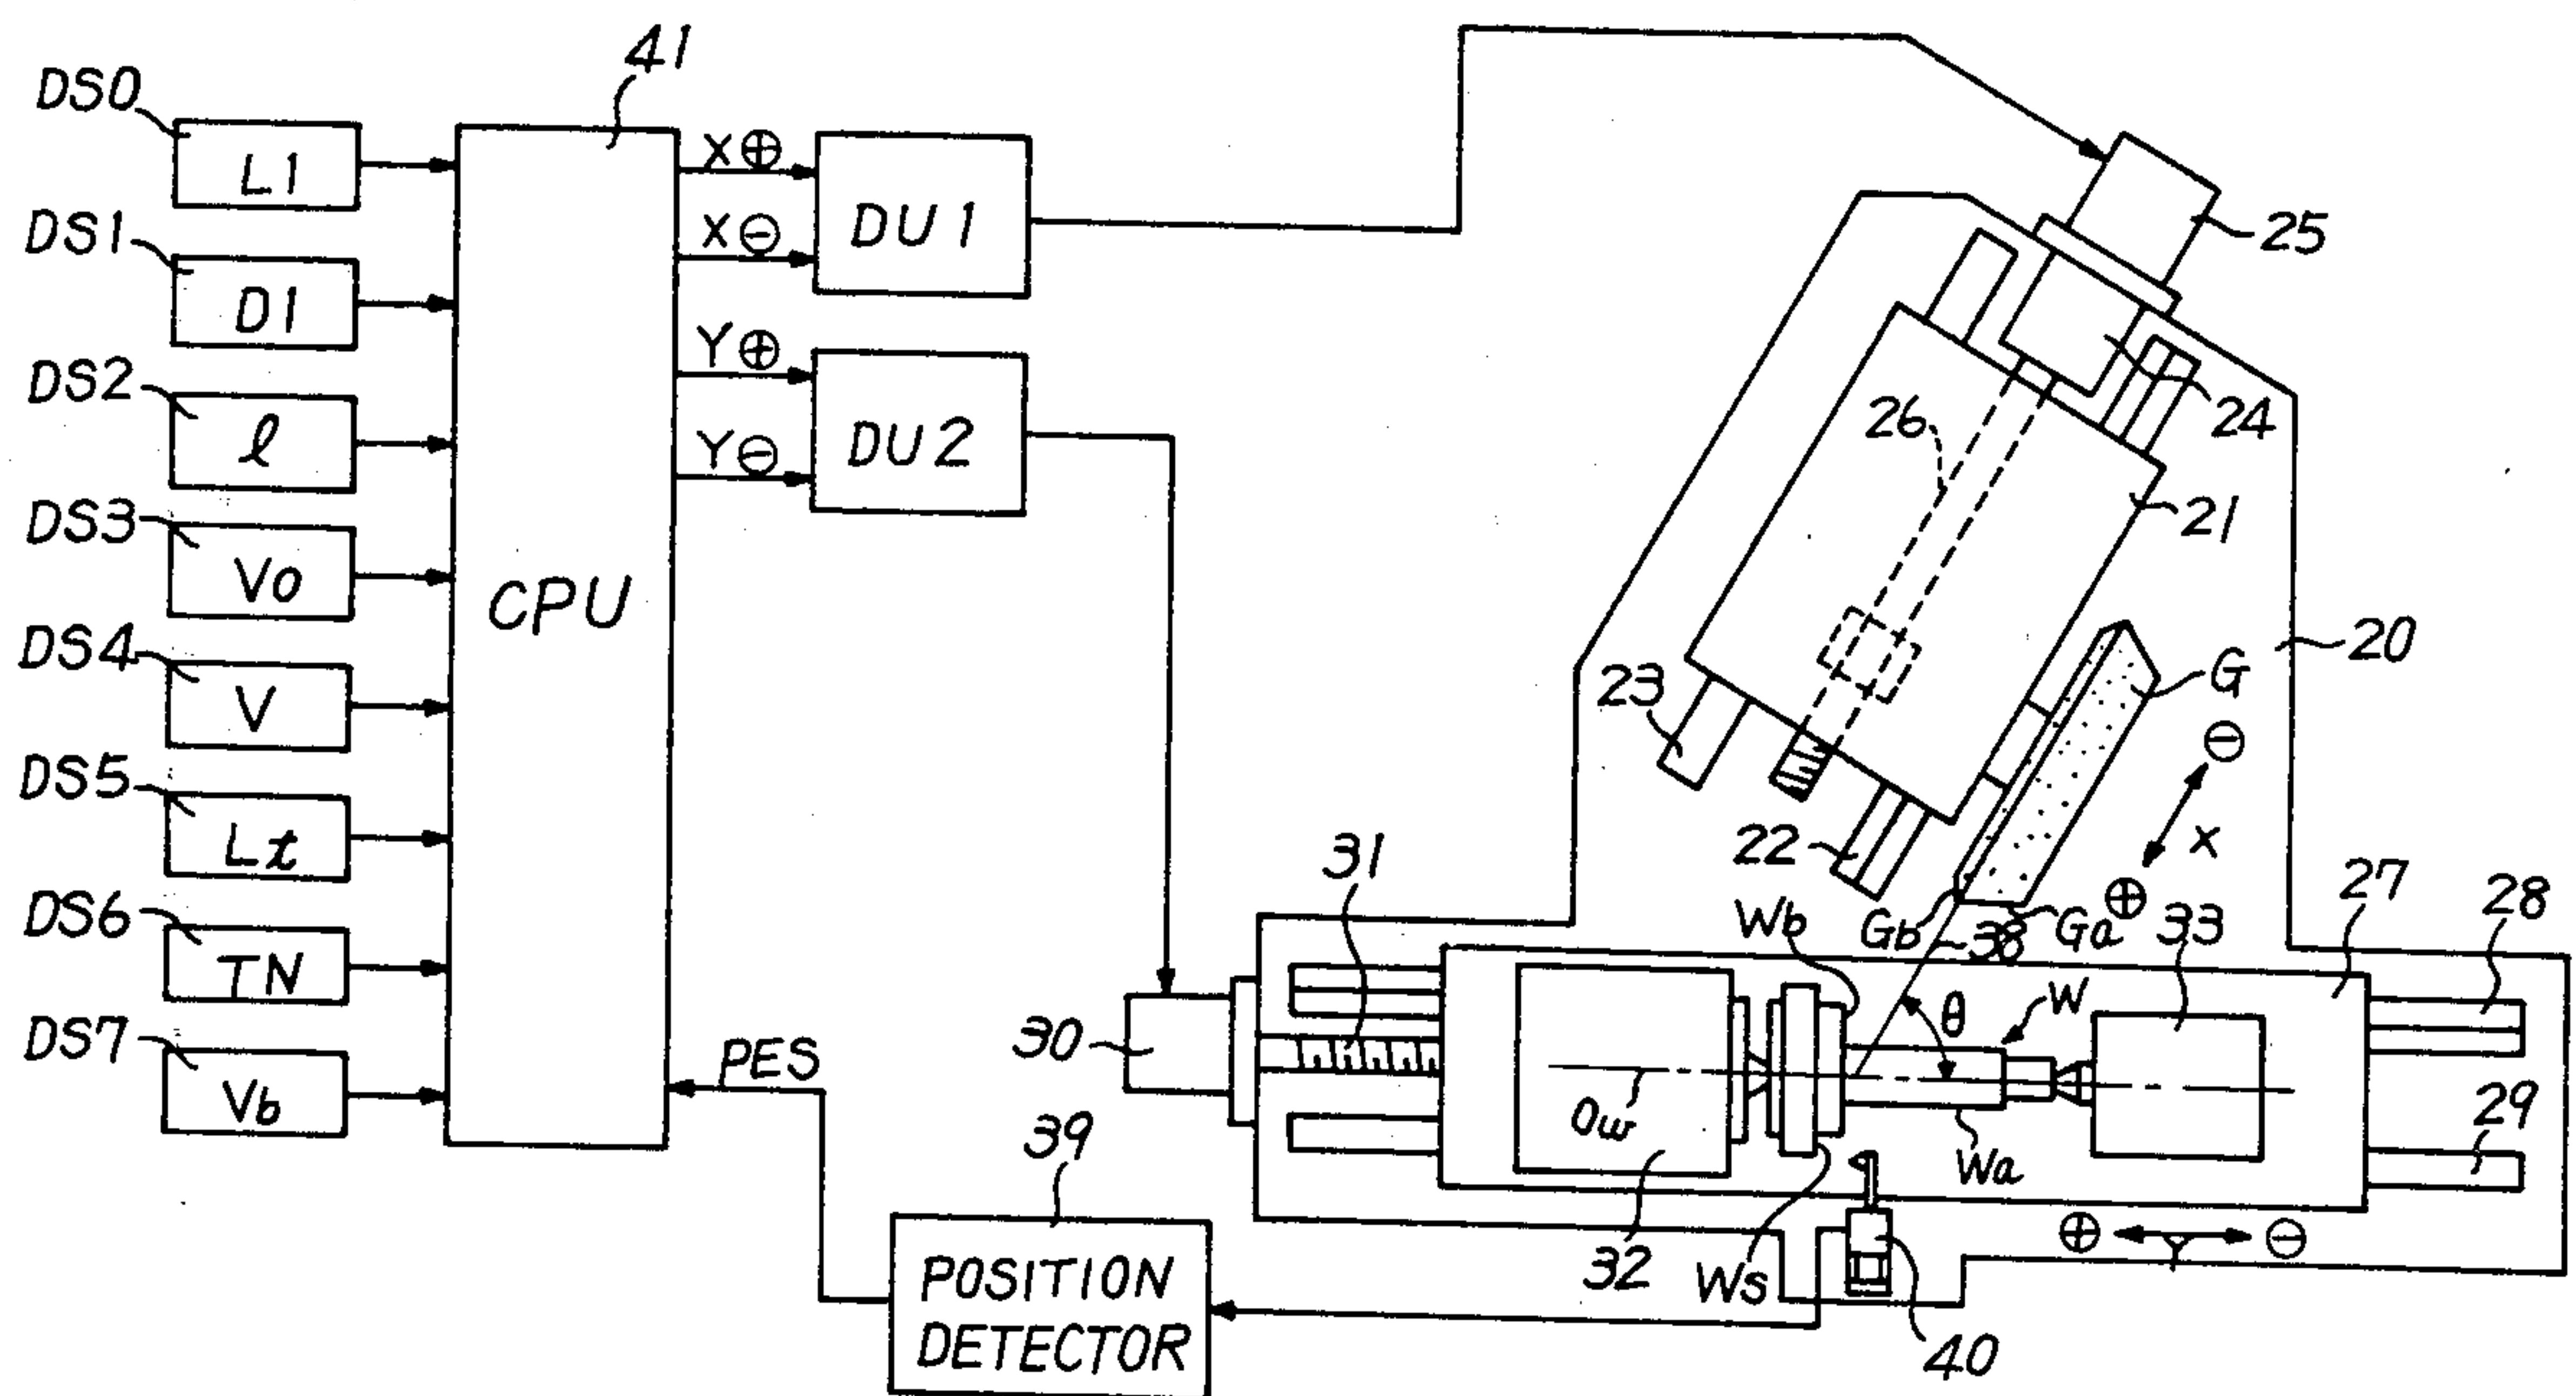 DS0
L1
DS1
D1
DS2
l
DS3
Vo
DS4
V
DS5
Lt
DS6
TN
DS7
Vb
41
CPU
X⊕
X⊖
Y⊕
Y⊖
DU1
DU2
PES
39
POSITION
DETECTOR
25
24
26
21
20
23
22
G
⊖
X
⊕
Gb
Ga
38
31
30
Wb
W
θ
33
27
28
29
Ow
Wa
32
Ws
40
⊕
Y
⊖